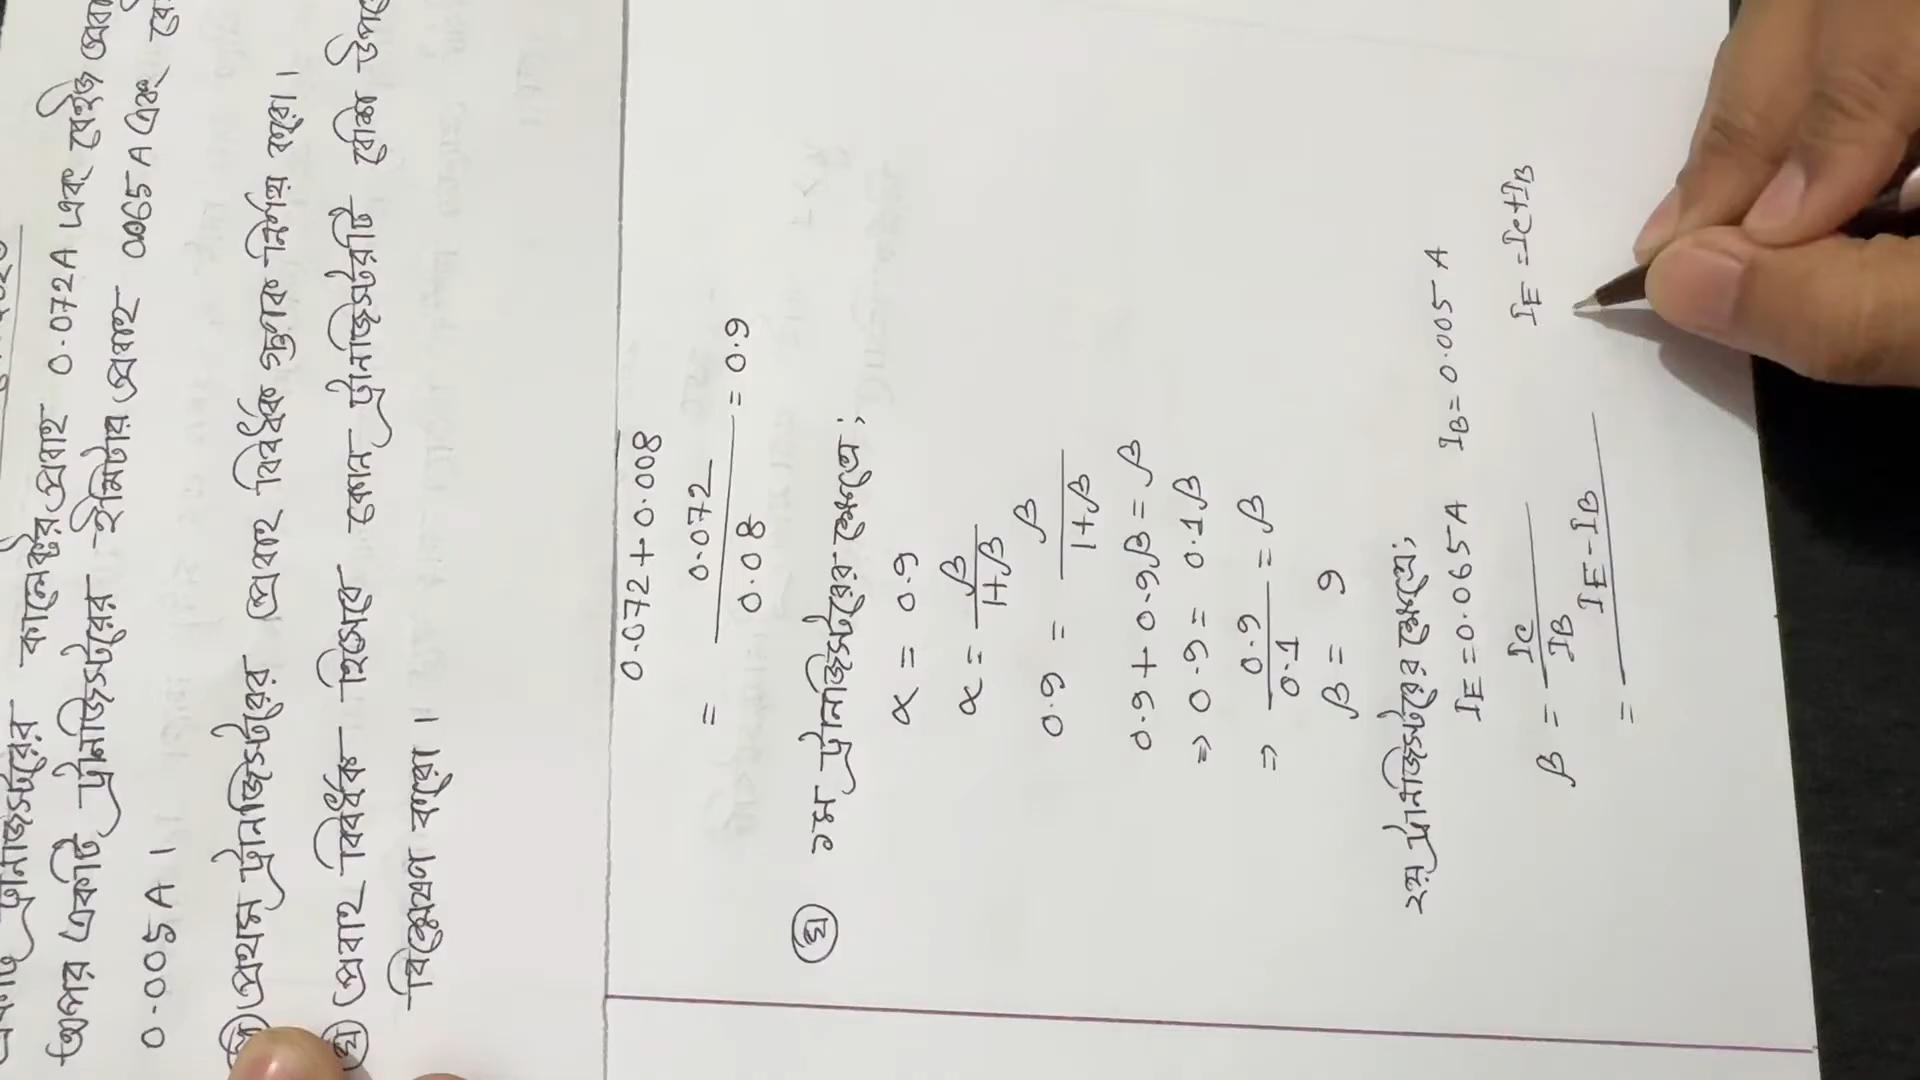 ট্রানজিস্টরের কালেক্টর প্রবাহ 0.072A এবং বেইজ
অপর একটি ট্রানজিস্টরের ইমিটার প্রবাহ 0.065 A এবং
0.005 A ।
গ প্রথম ট্রানজিস্টরের প্রবাহ বিবর্ধক গুণাংক নির্ণয় করো।
ঘ প্রবাহ বিবর্ধক হিসেবে কোন ট্রানজিস্টরটি বেশি
বিশ্লেষণ করো ।
0.072 + 0.008
= 0.072 / 0.08 = 0.9
ঘ ১ম ট্রানজিস্টরের ক্ষেত্রে;
α = 0.9
α = β / 1+β
0.9 = β / 1+β
0.9 + 0.9β = β
⇒ 0.9 = 0.1β
⇒ 0.9 / 0.1 = β
β = 9
২য় ট্রানজিস্টরের ক্ষেত্রে;
IE = 0.065 A IB = 0.005 A
β = IC / IB IE = IC + IB
= IE - IB